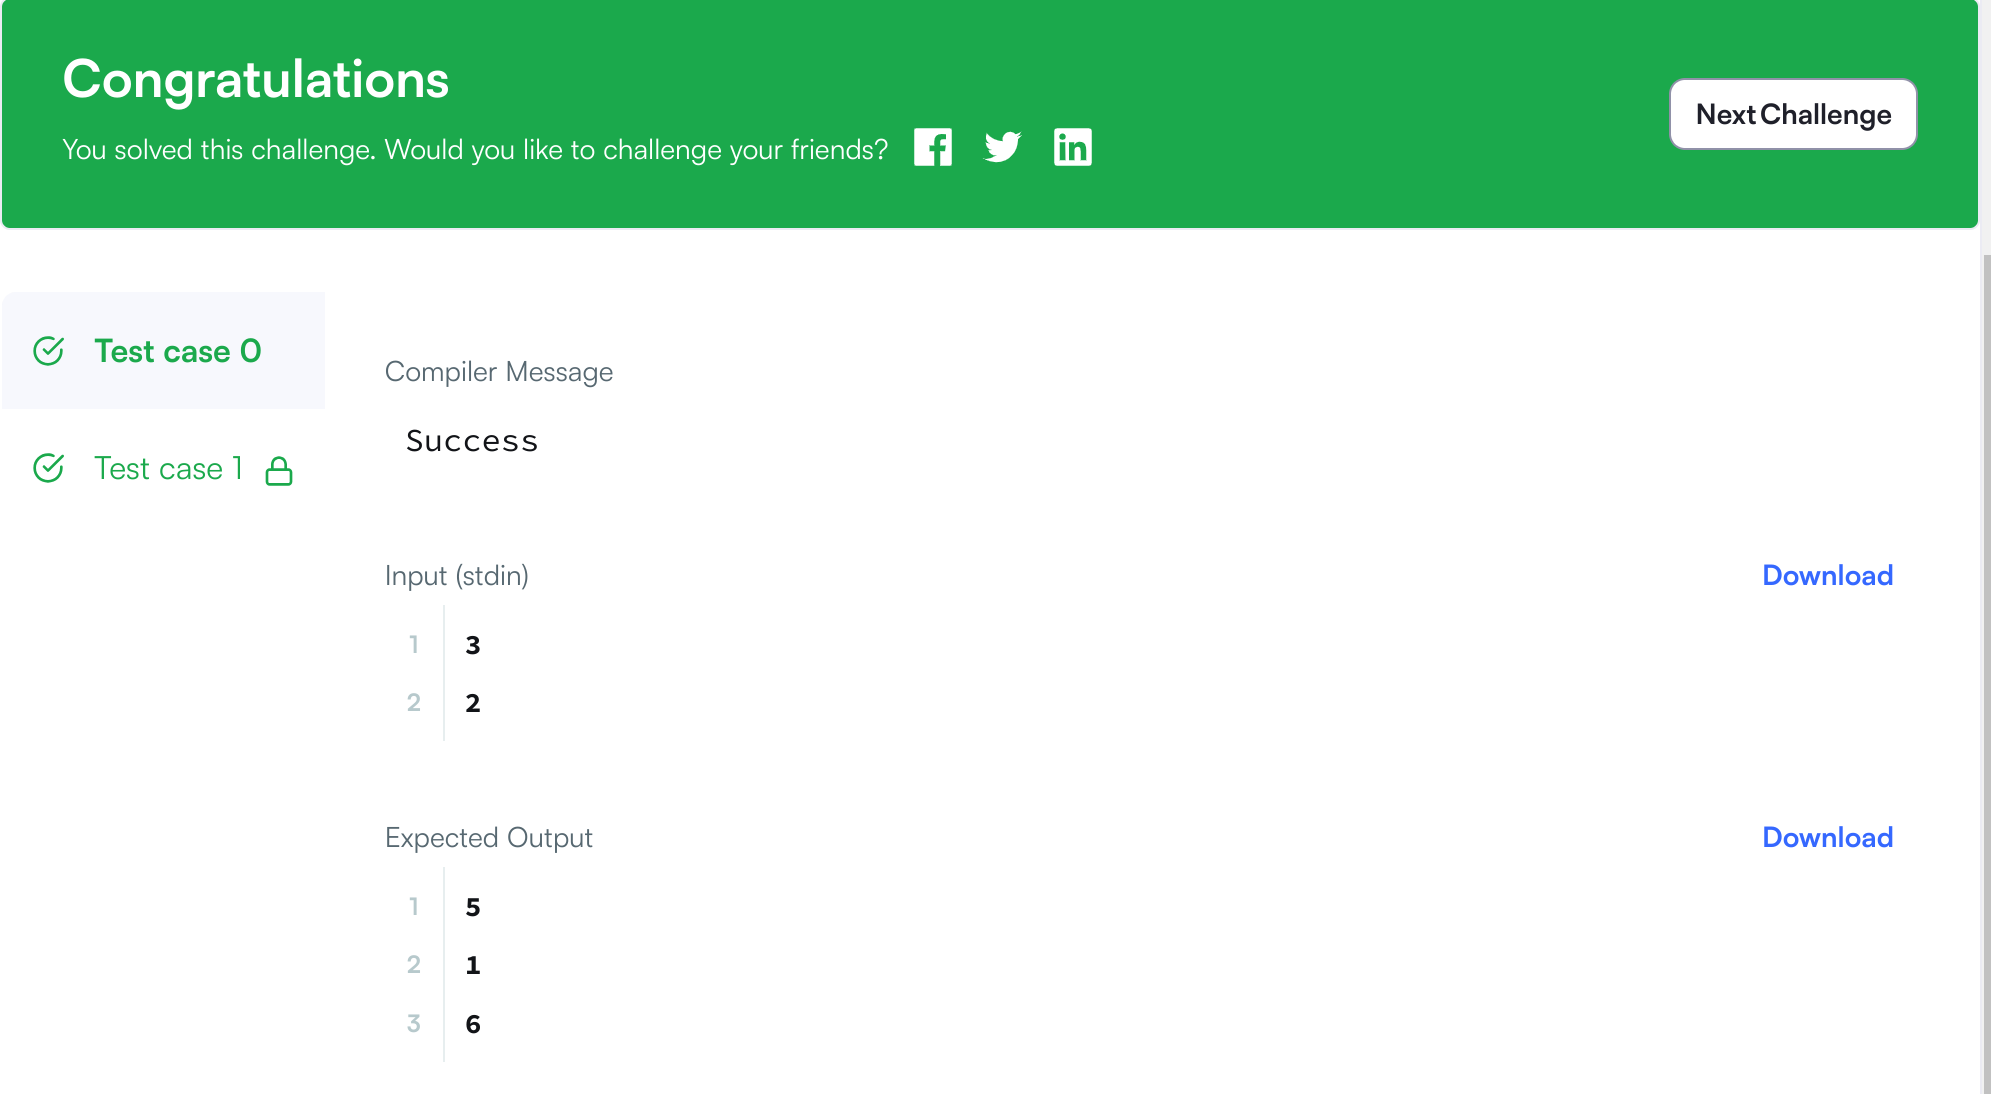 Congratulations
You solved this challenge. Would you like to challenge your friends?
Next Challenge
Test case 0
Test case 1
Compiler Message
Success
Input (stdin)
Download
1 3
2 2
Expected Output
Download
1 5
2 1
3 6